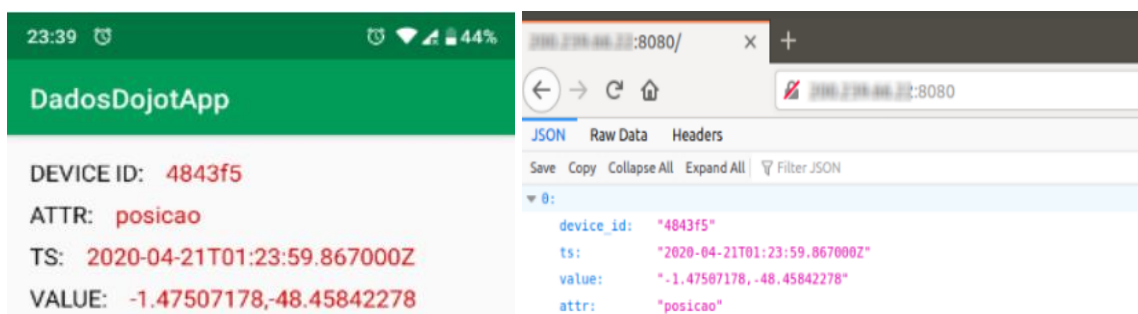 23:39 44%
DadosDojotApp
DEVICE ID: 4843f5
ATTR: posicao
TS: 2020-04-21T01:23:59.867000Z
VALUE: -1.47507178,-48.45842278
:8080/
:8080
JSON Raw Data Headers
Save Copy Collapse All Expand All Filter JSON
0:
device_id: "4843f5"
ts: "2020-04-21T01:23:59.867000Z"
value: "-1.47507178,-48.45842278"
attr: "posicao"